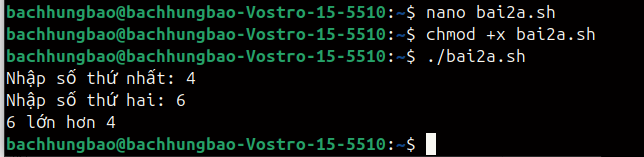 bachhungbao@bachhungbao-Vostro-15-5510:~$ nano bai2a.sh
bachhungbao@bachhungbao-Vostro-15-5510:~$ chmod +x bai2a.sh
bachhungbao@bachhungbao-Vostro-15-5510:~$ ./bai2a.sh
Nhập số thứ nhất: 4
Nhập số thứ hai: 6
6 lớn hơn 4
bachhungbao@bachhungbao-Vostro-15-5510:~$